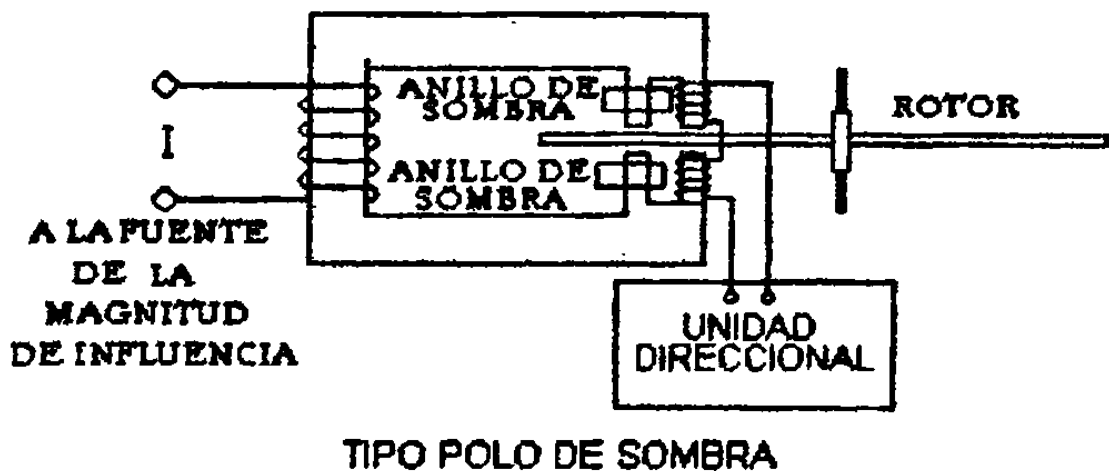 ANILLO DE
SOMBRA
ROTOR
I
ANILLO DE
SOMBRA
A LA FUENTE
DE LA
MAGNITUD
DE INFLUENCIA
UNIDAD
DIRECCIONAL
TIPO POLO DE SOMBRA